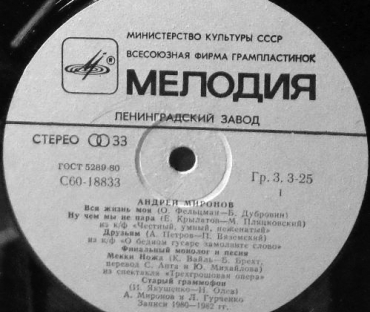 МИНИСТЕРСТВО КУЛЬТУРЫ СССР
ВСЕСОЮЗНАЯ ФИРМА ГРАМПЛАСТИНОК
МЕЛОДИЯ
ЛЕНИНГРАДСКИЙ ЗАВОД
СТЕРЕО 33
ГОСТ 5289-80
С60-18833
Гр. 3, 3-25
1
АНДРЕЙ МИРОНОВ
Вся жизнь моя (О. Фельцман—Б. Дубровин)
Ну чем мы не пара (Е. Крылатов—М. Пляцковский)
из к/ф «Честный, умный, неженатый»
Друзьям (А. Петров—П. Вяземский)
из к/ф «О бедном гусаре замолвите слово»
Финальный монолог и песня
Мекки Ножа (К. Вайль—Б. Брехт,
перевод С. Апта и Ю. Михайлова)
из спектакля «Трехгрошовая опера»
Старый граммофон
(И. Якушенко—И. Олев)
А. Миронов и Л. Гурченко
Записи 1980—1982 гг.